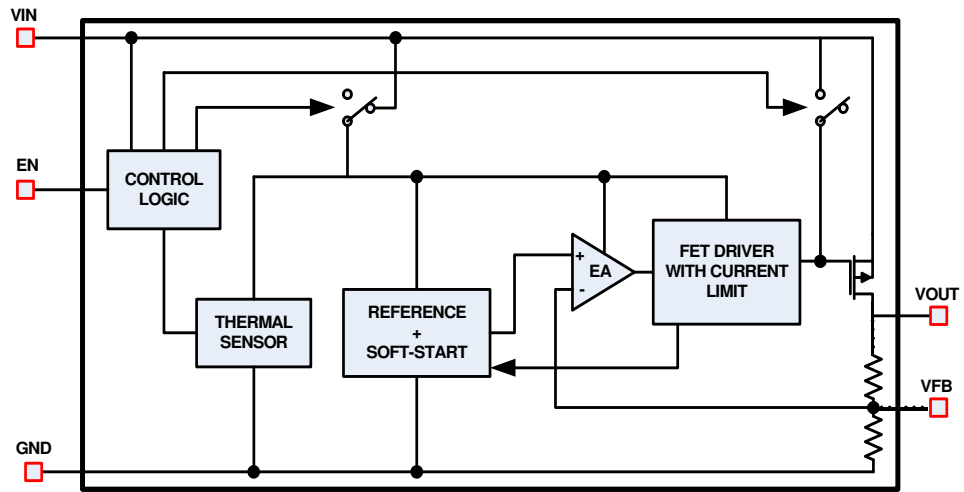 VIN
EN
CONTROL
LOGIC
THERMAL
SENSOR
REFERENCE
+
SOFT-START
+
EA
-
FET DRIVER
WITH CURRENT
LIMIT
VOUT
VFB
GND